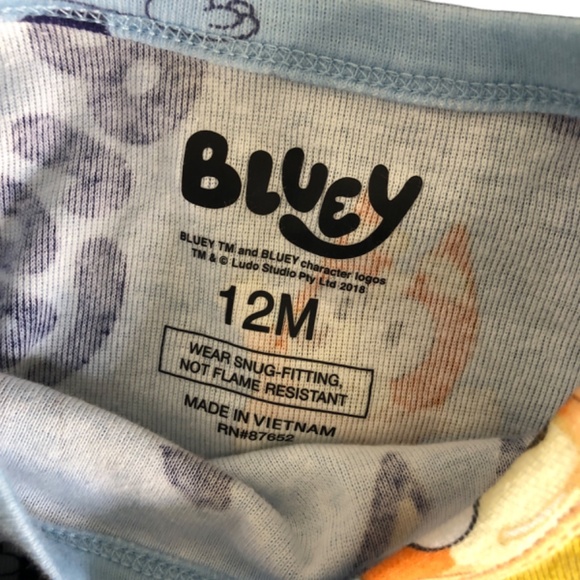 BLUEY
BLUEY TM and BLUEY character logos
TM & © Ludo Studio Pty Ltd 2018
12M
WEAR SNUG-FITTING,
NOT FLAME RESISTANT
MADE IN VIETNAM
RN#87652